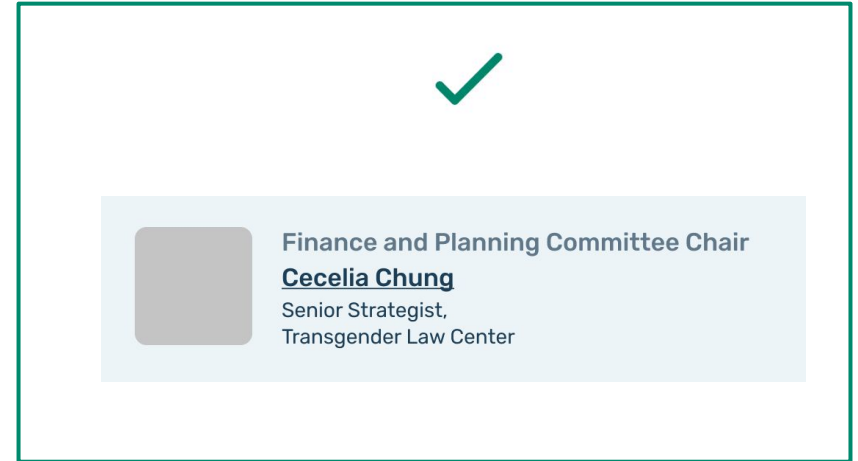 Finance and Planning Committee Chair
Cecelia Chung
Senior Strategist,
Transgender Law Center